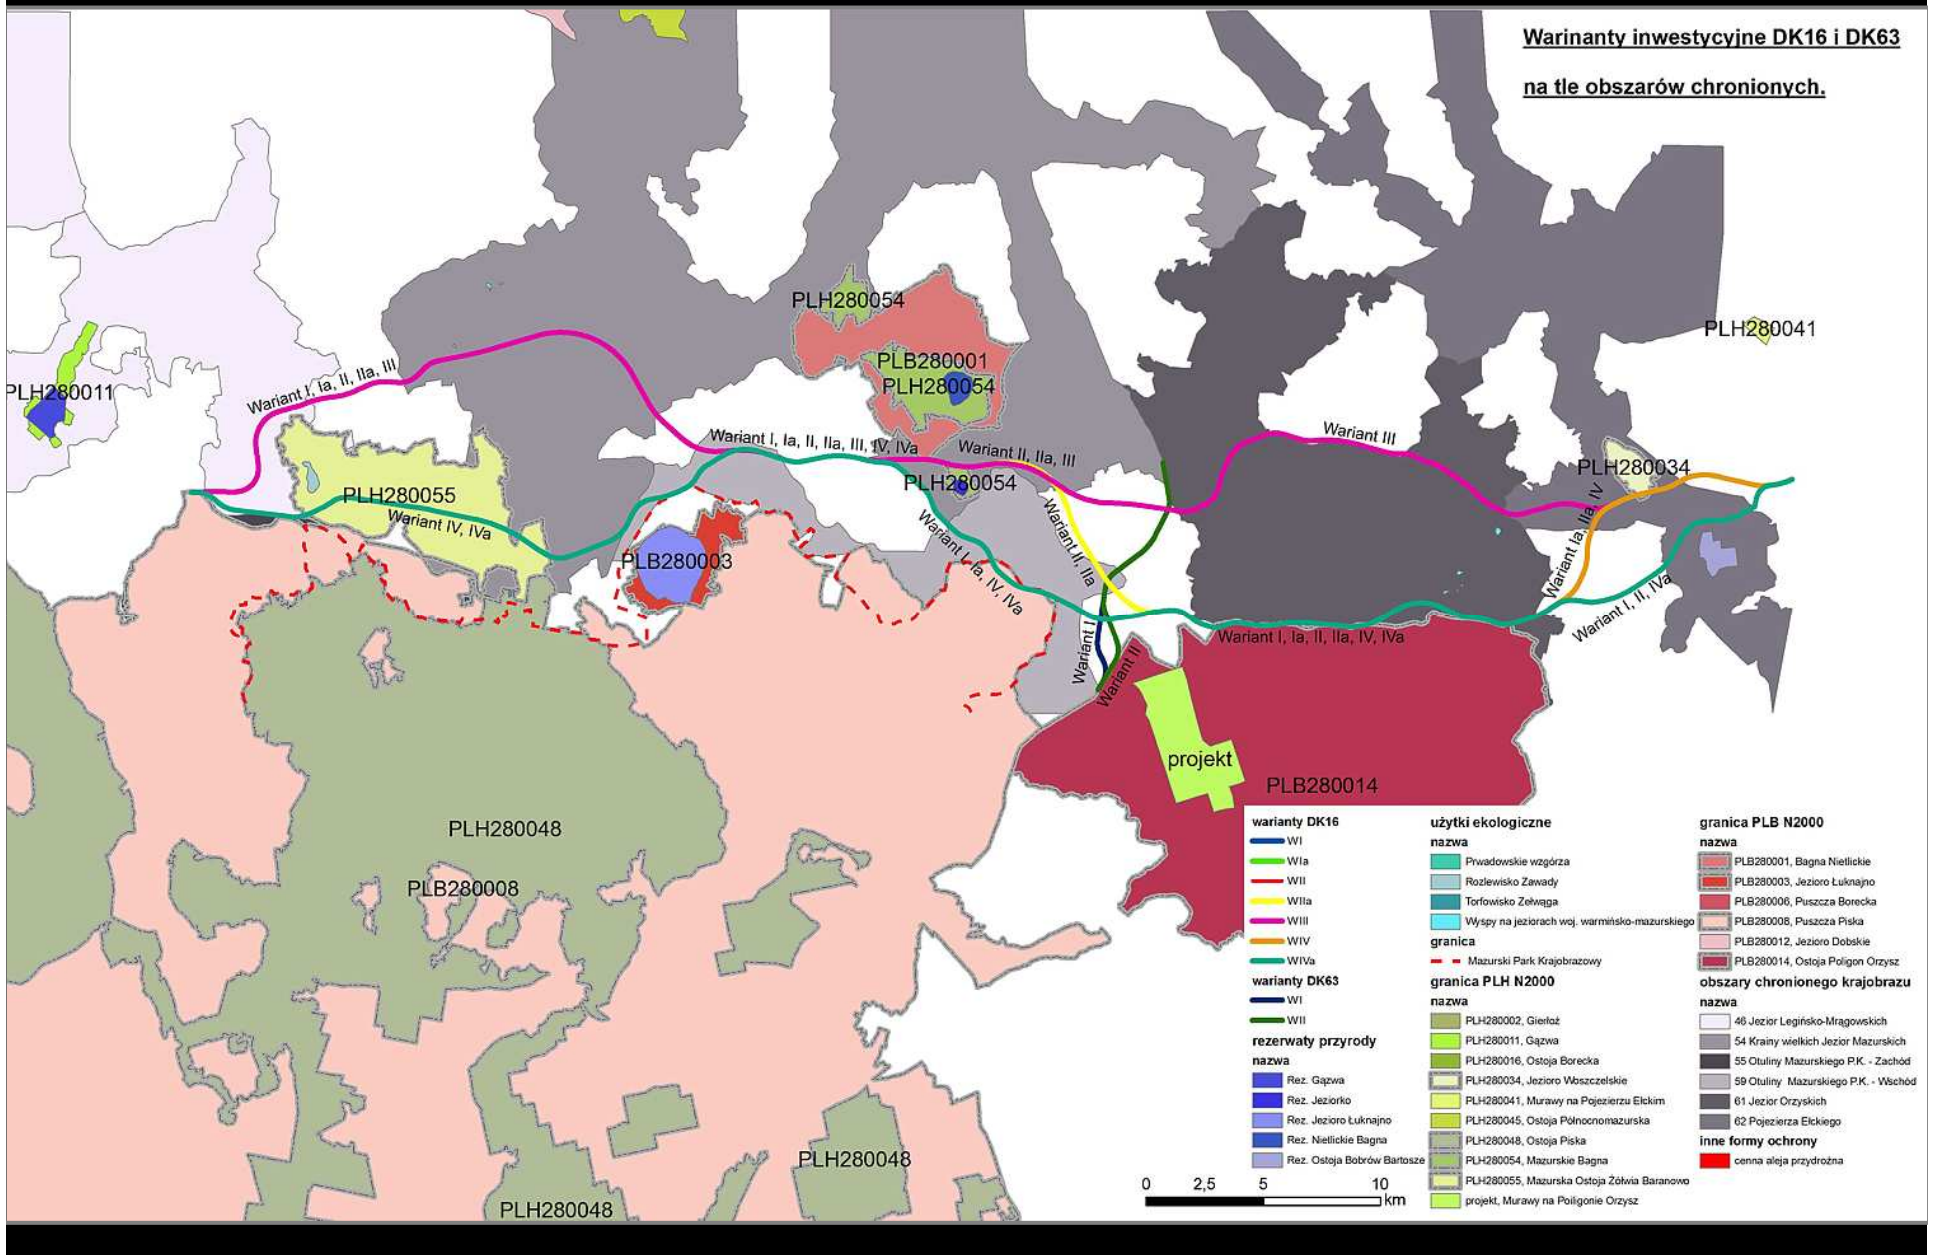 Warinanty inwestycyjne DK16 i DK63
na tle obszarów chronionych.
PLH280054
PLH280041
PLB280001
PLH280054
PLH280011
Wariant I, Ia, II, IIa, III
Wariant I, Ia, II, IIa, III, IV, IVa
Wariant II, IIa, III
Wariant III
PLH280034
PLH280054
PLH280055
Wariant IV, IVa
PLB280003
Wariant I, Ia, IV, IVa
Wariant II, IIa
Wariant Ia, IIa, IV
Wariant I, II, IVa
Wariant I, Ia, II, IIa, IV, IVa
Wariant I
Wariant II
projekt
PLB280014
PLH280048
PLB280008
PLH280048
PLH280048
warianty DK16
WI
WIa
WII
WIIa
WIII
WIV
WIVa
warianty DK63
WI
WII
rezerwaty przyrody
nazwa
Rez. Gązwa
Rez. Jeziorko
Rez. Jezioro Łuknajno
Rez. Nietlickie Bagna
Rez. Ostoja Bobrów Bartosze
użytki ekologiczne
nazwa
Prwadowskie wzgórza
Rozlewisko Zawady
Torfowisko Zełwąga
Wyspy na jeziorach woj. warmińsko-mazurskiego
granica
Mazurski Park Krajobrazowy
granica PLH N2000
nazwa
PLH280002, Gierłoż
PLH280011, Gązwa
PLH280016, Ostoja Borecka
PLH280034, Jezioro Woszczelskie
PLH280041, Murawy na Pojezierzu Ełckim
PLH280045, Ostoja Północnomazurska
PLH280048, Ostoja Piska
PLH280054, Mazurskie Bagna
PLH280055, Mazurska Ostoja Żółwia Baranowo
projekt, Murawy na Poiligonie Orzysz
granica PLB N2000
nazwa
PLB280001, Bagna Nietlickie
PLB280003, Jezioro Łuknajno
PLB280006, Puszcza Borecka
PLB280008, Puszcza Piska
PLB280012, Jezioro Dobskie
PLB280014, Ostoja Poligon Orzysz
obszary chronionego krajobrazu
nazwa
46 Jezior Legińsko-Mrągowskich
54 Krainy wielkich Jezior Mazurskich
55 Otuliny Mazurskiego P.K. - Zachód
59 Otuliny Mazurskiego P.K. - Wschód
61 Jezior Orzyskich
62 Pojezierza Ełckiego
inne formy ochrony
cenna aleja przydrożna
0 2,5 5 10
km